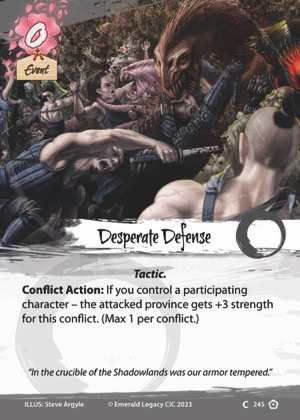 0
Event
Desperate Defense
Tactic.
Conflict Action: If you control a participating
character – the attacked province gets +3 strength
for this conflict. (Max 1 per conflict.)
“In the crucible of the Shadowlands was our armor tempered.”
ILLUS: Steve Argyle © Emerald Legacy CIC 2023 C 245